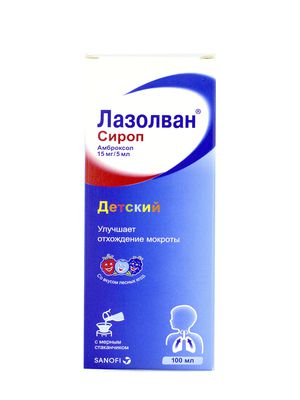 Лазолван®
Сироп
Амброксол
15 мг/5 мл
Детский
Улучшает
отхождение мокроты
Со вкусом лесных ягод
с мерным
стаканчиком
SANOFI
100 мл